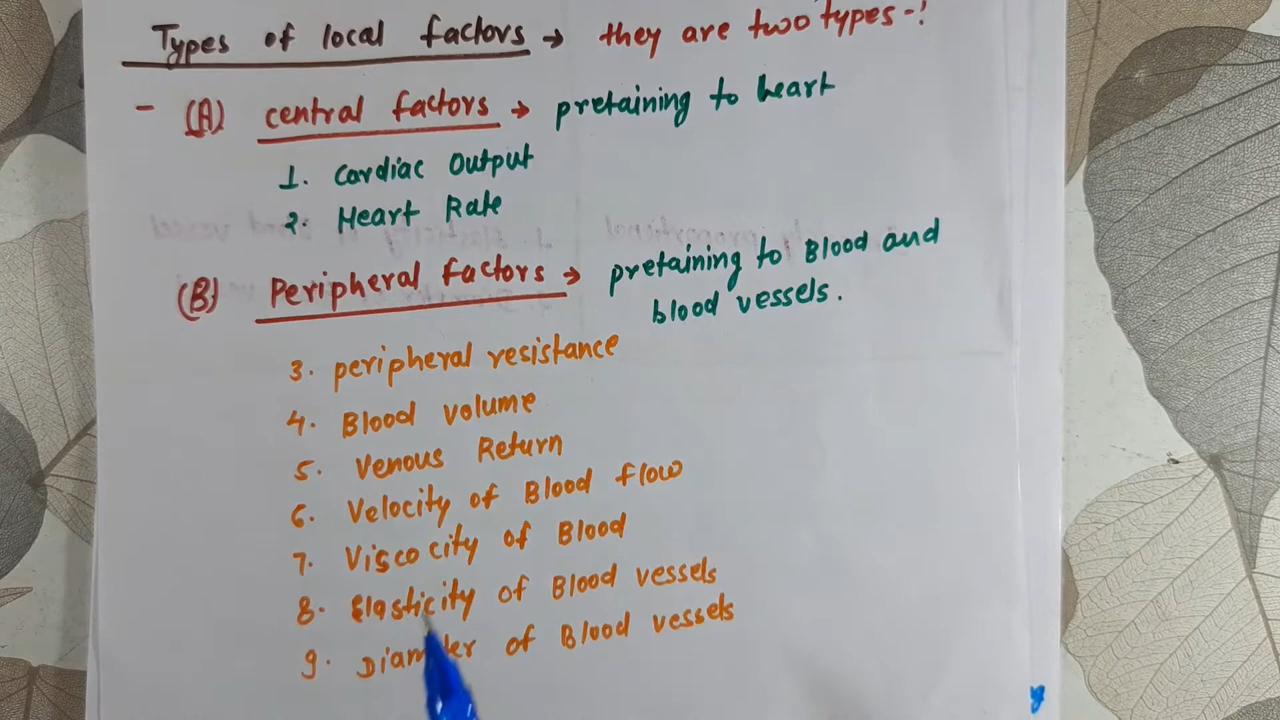 Types of local factors → they are two types -:
- (A) central factors → pretaining to heart
1. Cardiac Output
2. Heart Rate
(B) Peripheral factors → pretaining to Blood and
blood vessels.
3. peripheral resistance
4. Blood volume
5. Venous Return
6. Velocity of Blood flow
7. Viscocity of Blood
8. Elasticity of Blood vessels
9. Diameter of Blood vessels